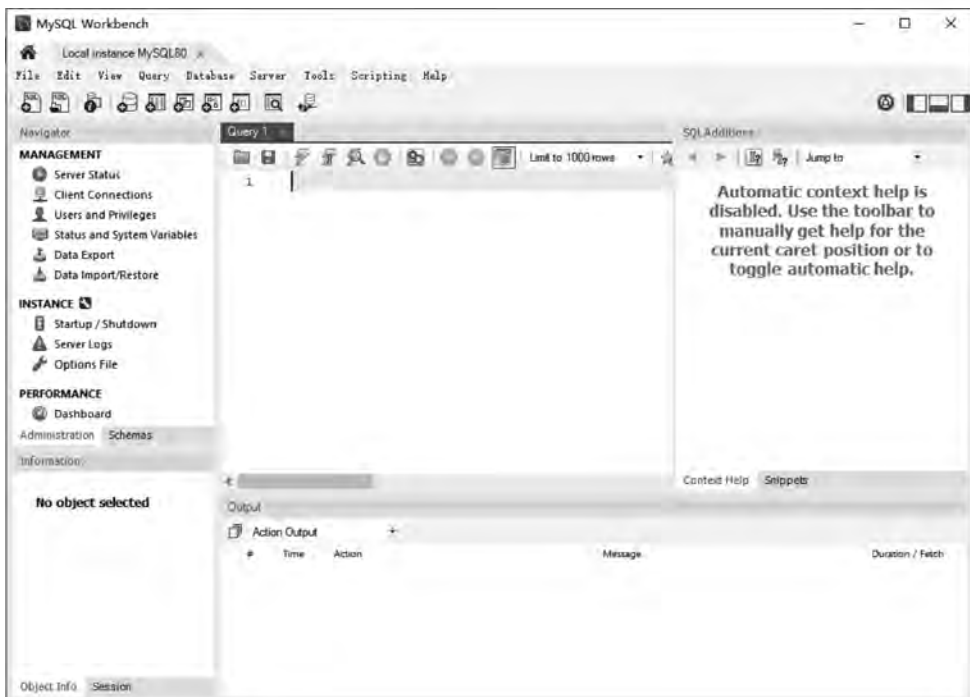 MySQL Workbench
Local instance MySQL80
File Edit View Query Database Server Tools Scripting Help
Navigator
MANAGEMENT
Server Status
Client Connections
Users and Privileges
Status and System Variables
Data Export
Data Import/Restore
INSTANCE
Startup / Shutdown
Server Logs
Options File
PERFORMANCE
Dashboard
Administration Schemas
Information
No object selected
Object Info Session
Query 1
Limit to 1000 rows
1
SQL Additions
Jump to
Automatic context help is
disabled. Use the toolbar to
manually get help for the
current caret position or to
toggle automatic help.
Context Help Snippets
Output
Action Output
# Time Action Message Duration / Fetch